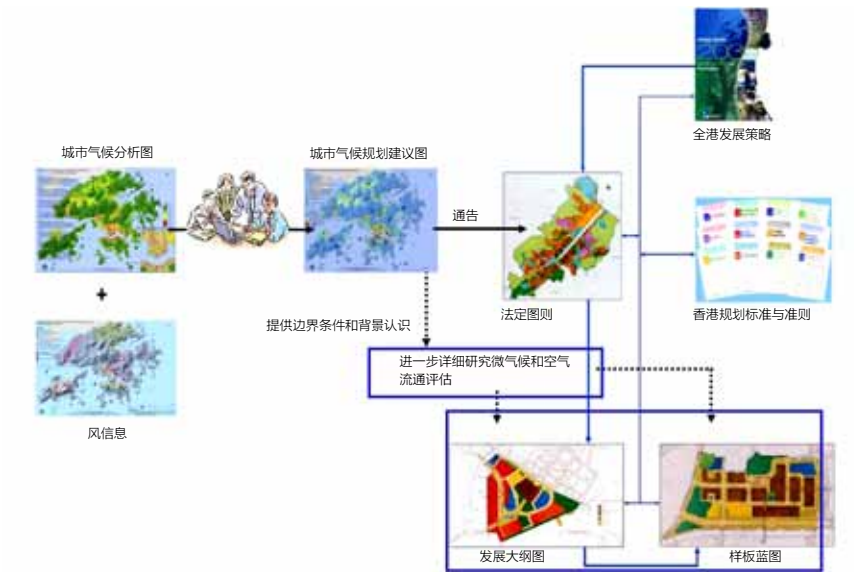 全港发展策略
城市气候分析图
城市气候规划建议图
通告
+
提供边界条件和背景认识
法定图则
香港规划标准与准则
进一步详细研究微气候和空气
流通评估
风信息
发展大纲图
样板蓝图